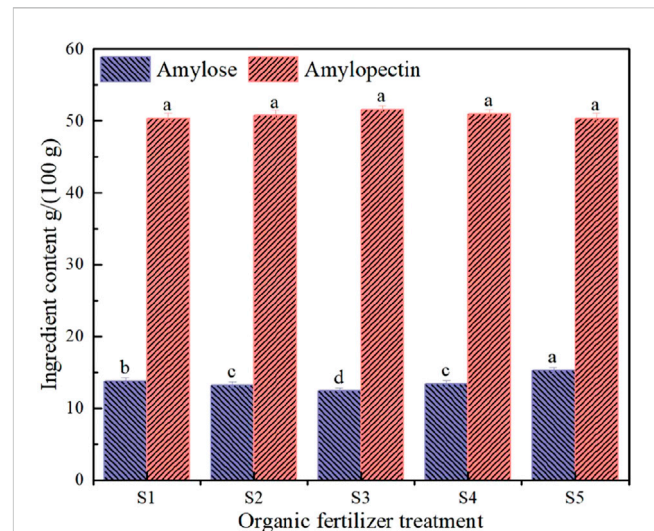 60
50
40
30
20
10
0
Ingredient content g/(100 g)
Amylose Amylopectin
a a a a a
b c d c a
S1 S2 S3 S4 S5
Organic fertilizer treatment